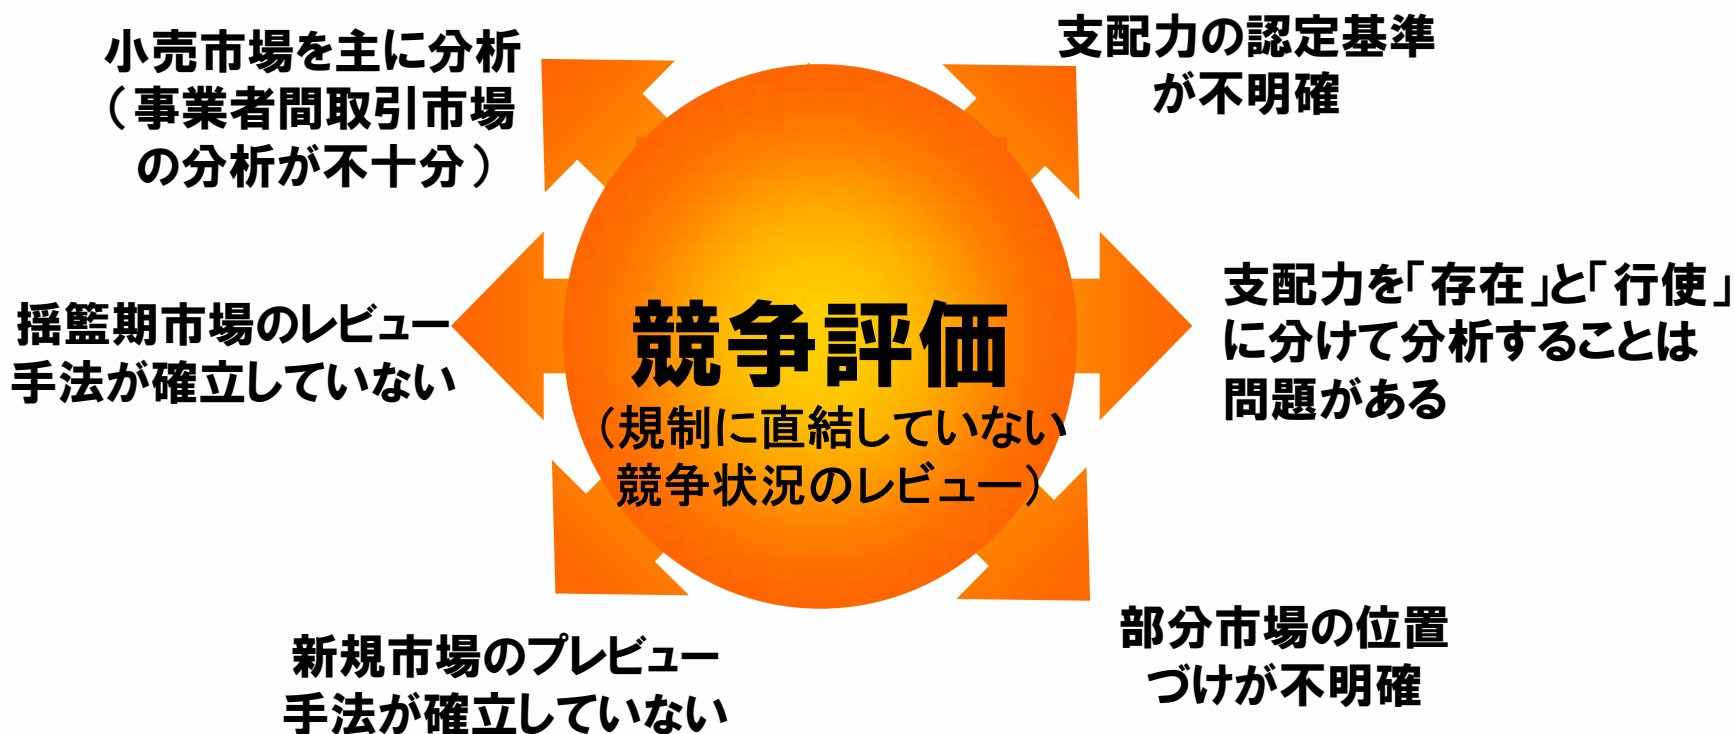 小売市場を主に分析
（事業者間取引市場
の分析が不十分）
支配力の認定基準
が不明確
揺籃期市場のレビュー
手法が確立していない
競争評価
（規制に直結していない
競争状況のレビュー）
支配力を「存在」と「行使」
に分けて分析することは
問題がある
新規市場のプレビュー
手法が確立していない
部分市場の位置
づけが不明確